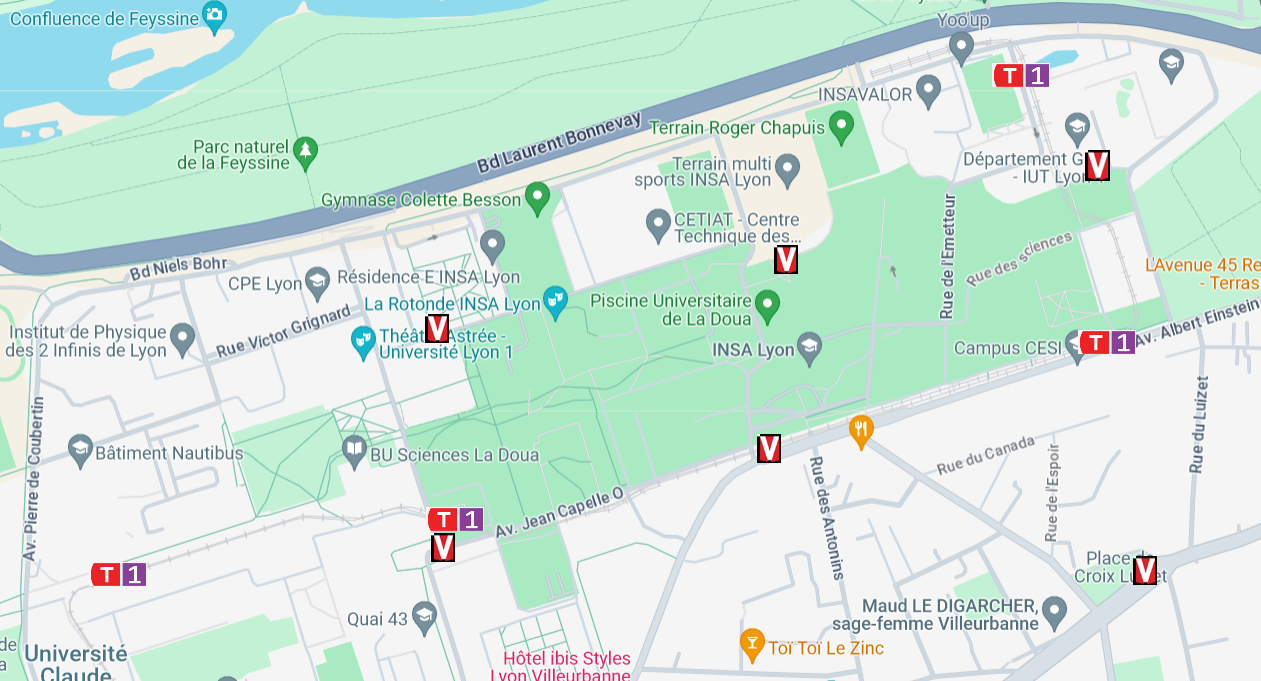 Confluence de Feyssine
Yoo'up
T 1
INSAVALOR
Bd Laurent Bonnevay
Terrain Roger Chapuis
Parc naturel
de la Feyssine
Terrain multi
sports INSA Lyon
Département G
- IUT Lyon
V
Gymnase Colette Besson
CETIAT - Centre
Technique des...
Rue de l'Emetteur
Rue des sciences
V
Bd Niels Bohr
CPE Lyon
Résidence E INSA Lyon
L'Avenue 45 Re
- Terras
La Rotonde INSA Lyon
Piscine Universitaire
de La Doua
Rue Victor Grignard
V
Institut de Physique
des 2 Infinis de Lyon
Théât Astrée -
Université Lyon 1
INSA Lyon
Campus CESI
T 1
Av. Albert Einstein
Av. Pierre de Coubertin
Bâtiment Nautibus
BU Sciences La Doua
V
Rue du Canada
Rue du Luizet
Rue de l'Espoir
Rue des Antonins
Av. Jean Capelle O
T 1
V
T 1
Place de
Croix Luizet
V
Quai 43
Maud LE DIGARCHER,
sage-femme Villeurbanne
Toï Toï Le Zinc
de
a
Université
Claude
Hôtel ibis Styles
Lyon Villeurbanne